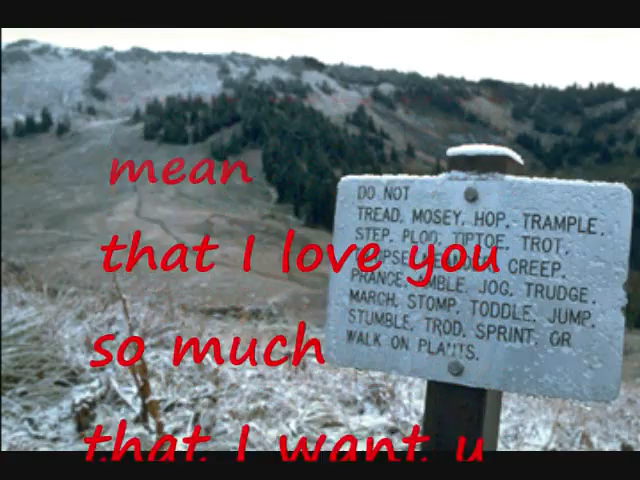 mean
that I love you
so much
that I want u
DO NOT
TREAD, MOSEY, HOP, TRAMPLE,
STEP, PLOD, TIPTOE, TROT,
CREEP,
PRANCE, JOG, TRUDGE,
MARCH, STOMP, TODDLE, JUMP,
STUMBLE, TROD, SPRINT, OR
WALK ON PLANTS.